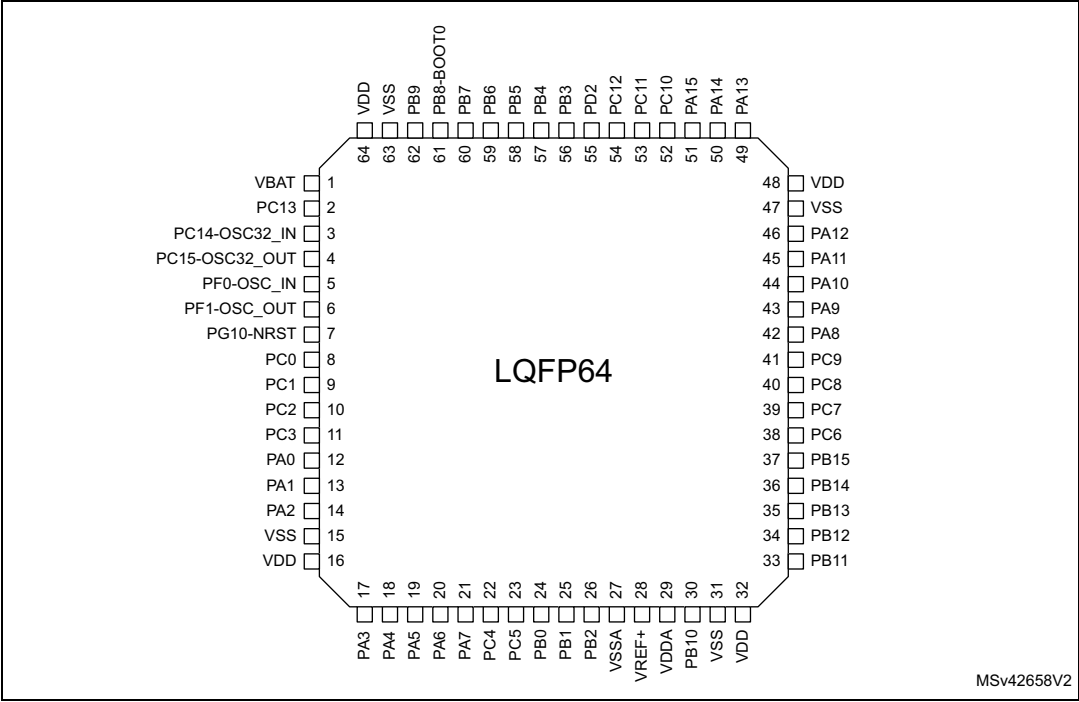 VDD
VSS
PB9
PB8-BOOT0
PB7
PB6
PB5
PB4
PB3
PD2
PC12
PC11
PC10
PA15
PA14
PA13
64
63
62
61
60
59
58
57
56
55
54
53
52
51
50
49
VBAT 1
PC13 2
PC14-OSC32_IN 3
PC15-OSC32_OUT 4
PF0-OSC_IN 5
PF1-OSC_OUT 6
PG10-NRST 7
PC0 8
PC1 9
PC2 10
PC3 11
PA0 12
PA1 13
PA2 14
VSS 15
VDD 16
LQFP64
48 VDD
47 VSS
46 PA12
45 PA11
44 PA10
43 PA9
42 PA8
41 PC9
40 PC8
39 PC7
38 PC6
37 PB15
36 PB14
35 PB13
34 PB12
33 PB11
17
18
19
20
21
22
23
24
25
26
27
28
29
30
31
32
PA3
PA4
PA5
PA6
PA7
PC4
PC5
PB0
PB1
PB2
VSSA
VREF+
VDDA
PB10
VSS
VDD
MSv42658V2